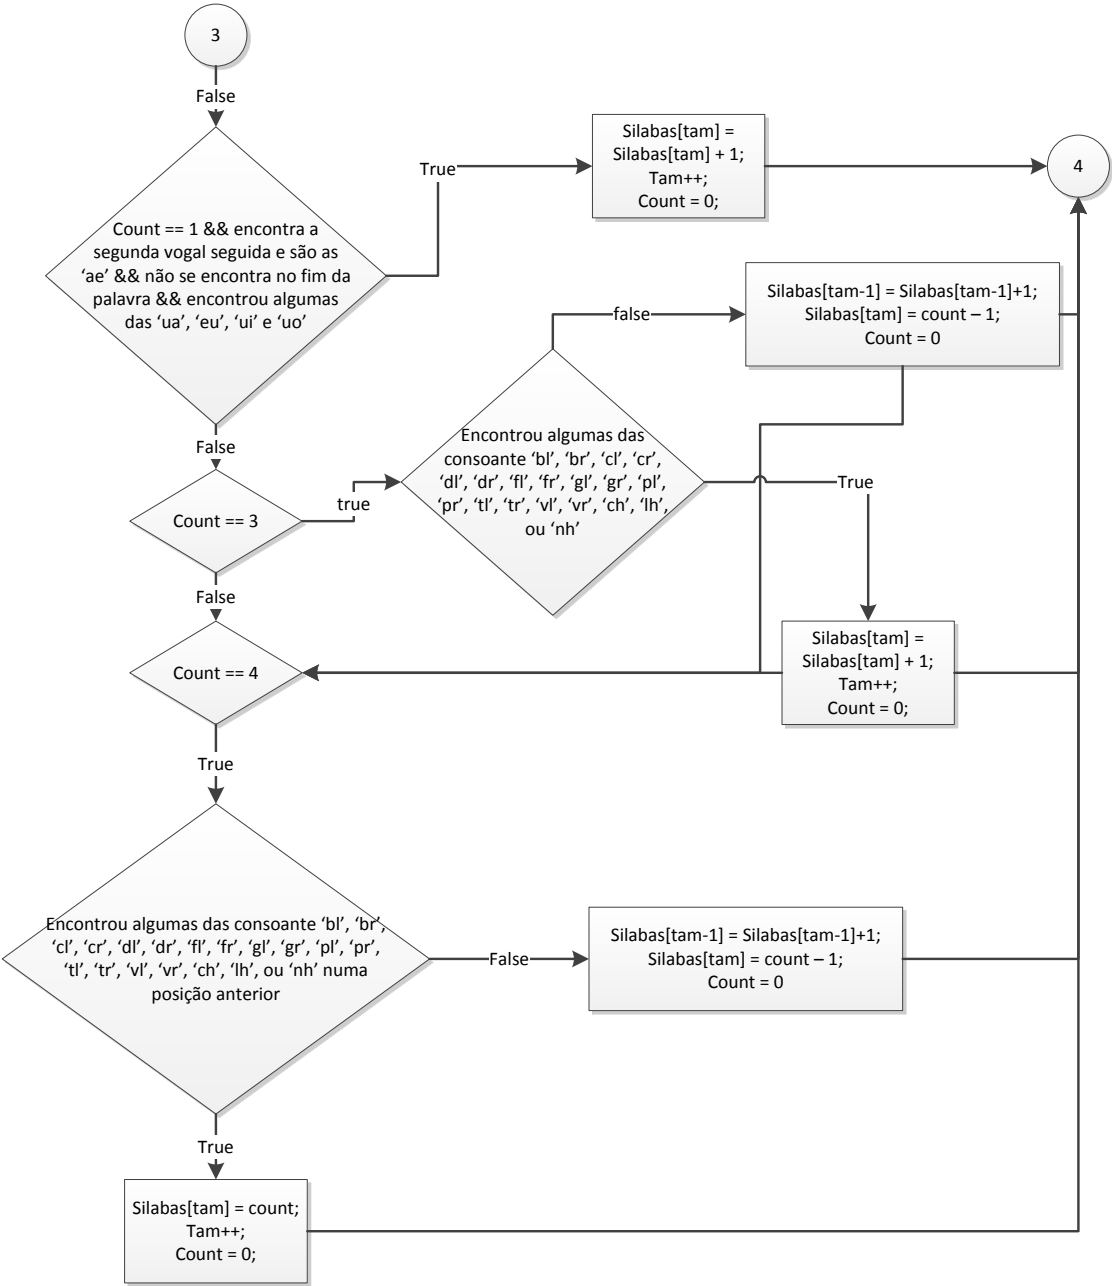 3
False
Count == 1 && encontra a
segunda vogal seguida e são as
‘ae’ && não se encontra no fim da
palavra && encontrou algumas
das ‘ua’, ‘eu’, ‘ui’ e ‘uo’
True
Silabas[tam] =
Silabas[tam] + 1;
Tam++;
Count = 0;
4
False
Count == 3
true
Encontrou algumas das
consoante ‘bl’, ‘br’, ‘cl’, ‘cr’,
‘dl’, ‘dr’, ‘fl’, ‘fr’, ‘gl’, ‘gr’, ‘pl’,
‘pr’, ‘tl’, ‘tr’, ‘vl’, ‘vr’, ‘ch’, ‘lh’,
ou ‘nh’
false
Silabas[tam-1] = Silabas[tam-1]+1;
Silabas[tam] = count – 1;
Count = 0
True
Silabas[tam] =
Silabas[tam] + 1;
Tam++;
Count = 0;
False
Count == 4
True
Encontrou algumas das consoante ‘bl’, ‘br’,
‘cl’, ‘cr’, ‘dl’, ‘dr’, ‘fl’, ‘fr’, ‘gl’, ‘gr’, ‘pl’, ‘pr’,
‘tl’, ‘tr’, ‘vl’, ‘vr’, ‘ch’, ‘lh’, ou ‘nh’ numa
posição anterior
False
Silabas[tam-1] = Silabas[tam-1]+1;
Silabas[tam] = count – 1;
Count = 0
True
Silabas[tam] = count;
Tam++;
Count = 0;